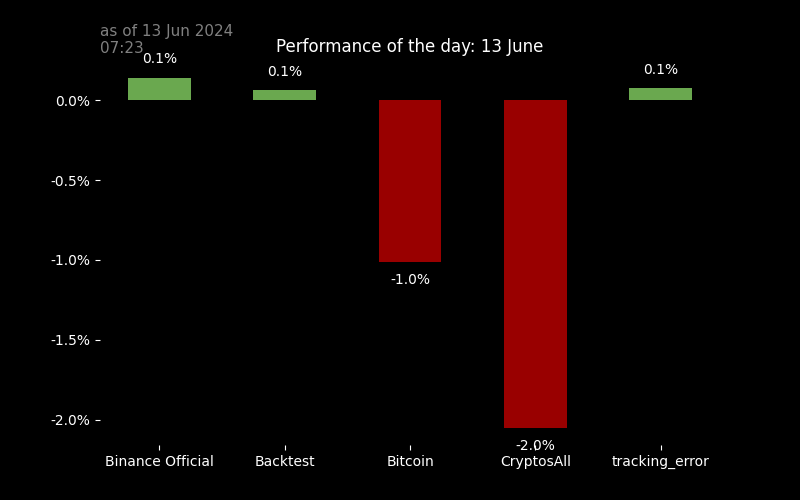 as of 13 Jun 2024
07:23
Performance of the day: 13 June
0.1%
0.1%
0.1%
0.0%
-0.5%
-1.0%
-1.0%
-1.5%
-2.0%
-2.0%
Binance Official
Backtest
Bitcoin
CryptosAll
tracking_error